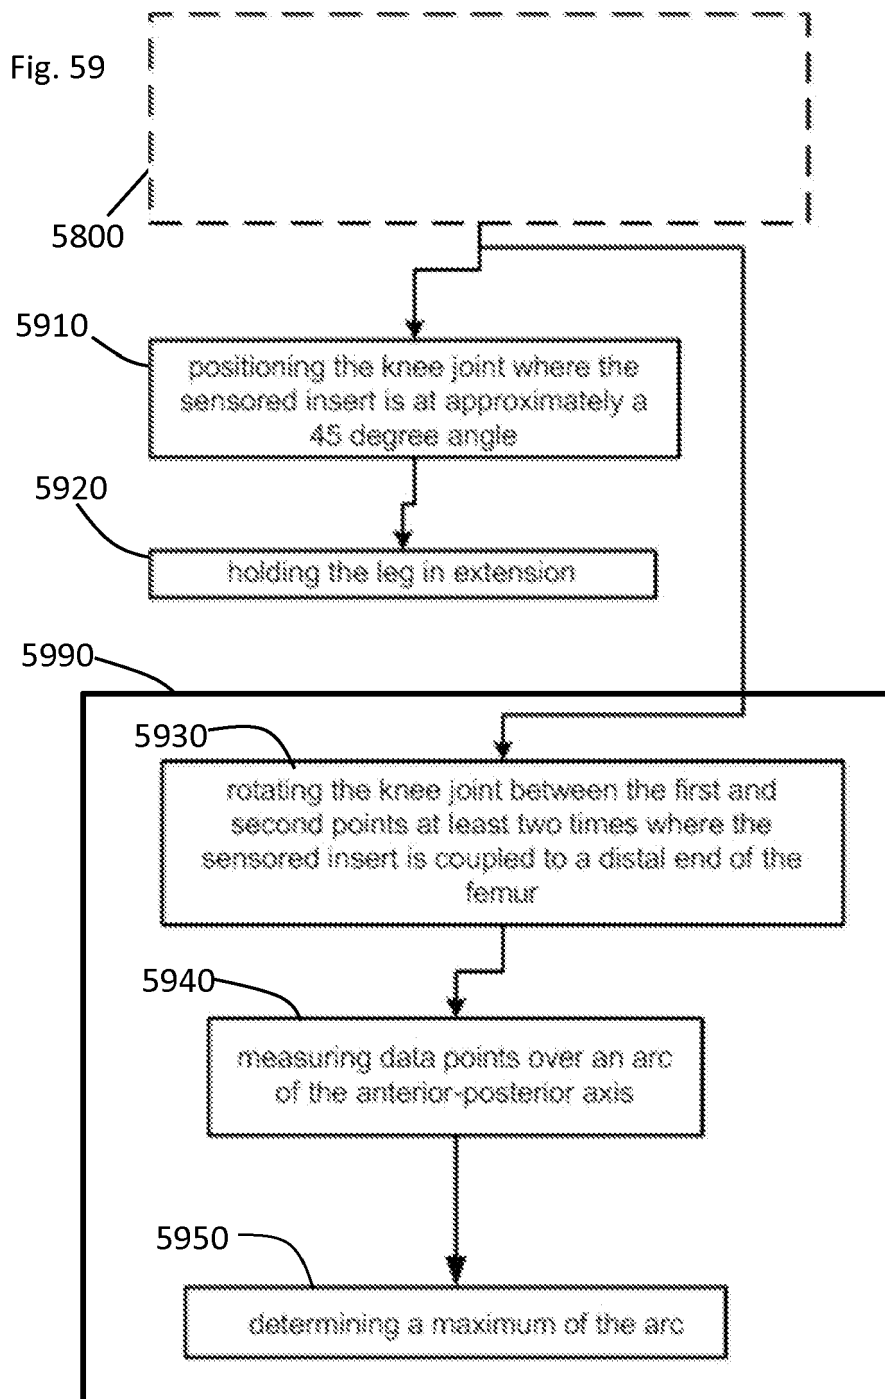 Fig. 59
5800
5910
positioning the knee joint where the
sensored insert is at approximately a
45 degree angle
5920
holding the leg in extension
5990
5930
rotating the knee joint between the first and
second points at least two times where the
sensored insert is coupled to a distal end of the
femur
5940
measuring data points over an arc
of the anterior-posterior axis
5950
determining a maximum of the arc